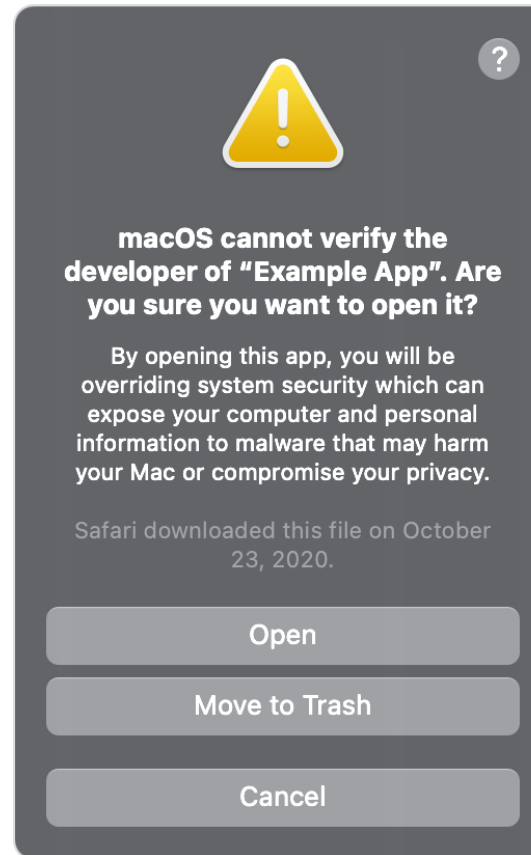 ?
macOS cannot verify the
developer of “Example App”. Are
you sure you want to open it?
By opening this app, you will be
overriding system security which can
expose your computer and personal
information to malware that may harm
your Mac or compromise your privacy.
Safari downloaded this file on October
23, 2020.
Open
Move to Trash
Cancel